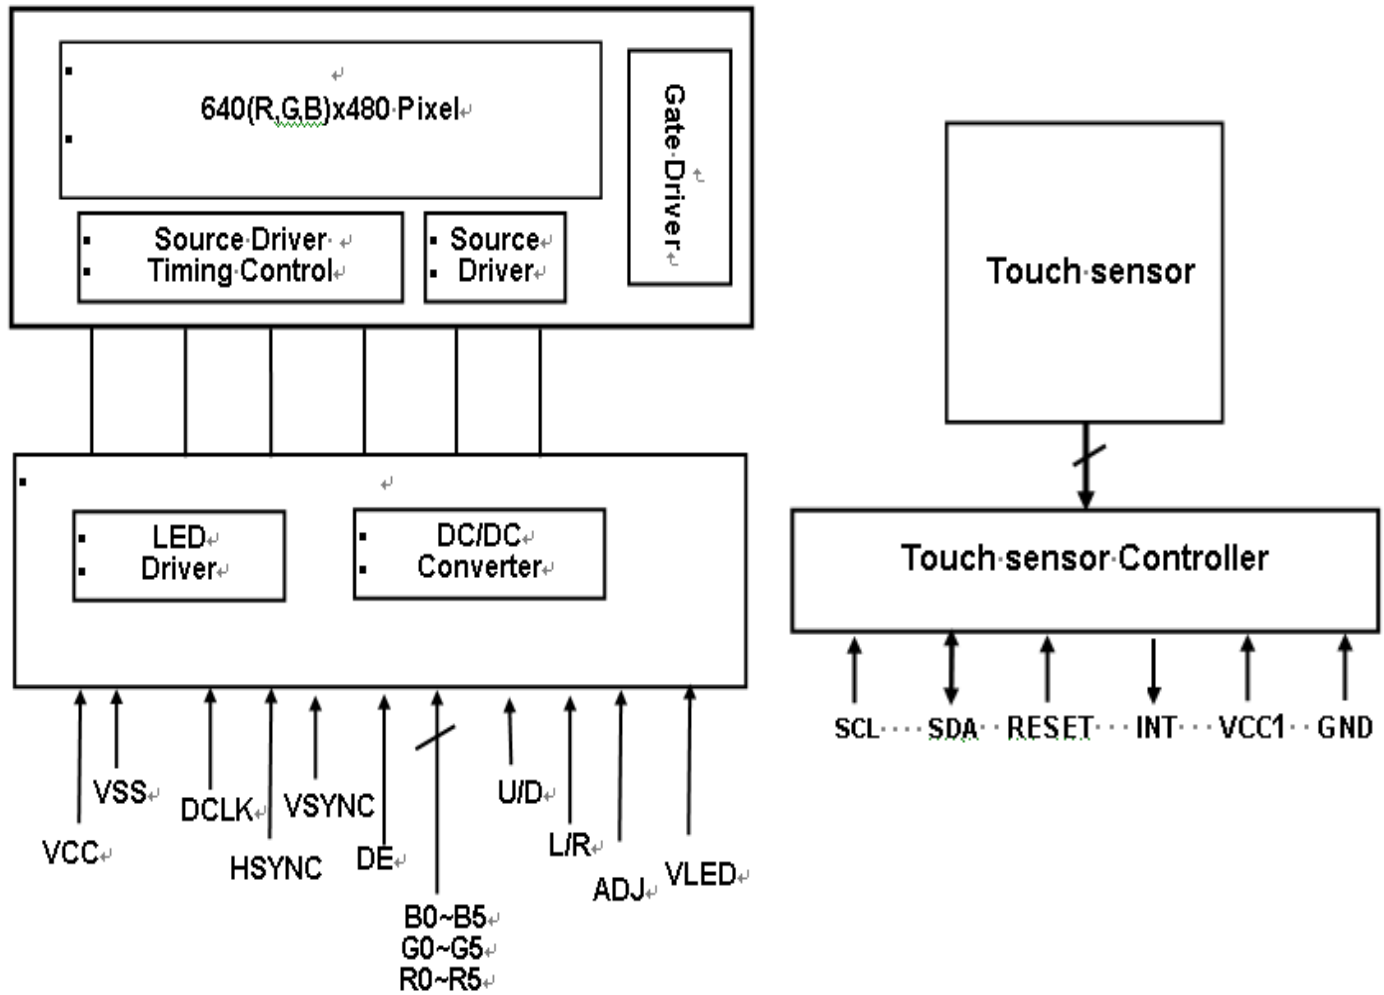 640(R,G,B)x480 Pixel
Gate Driver
Source Driver
Timing Control
Source
Driver
LED
Driver
DC/DC
Converter
VCC
VSS
DCLK
HSYNC
VSYNC
DE
B0~B5
G0~G5
R0~R5
U/D
L/R
ADJ
VLED
Touch sensor
Touch sensor Controller
SCL SDA RESET INT VCC1 GND